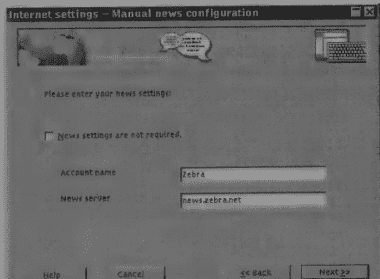 Internet settings – Manual news configuration
Please enter your news settings:
News settings are not required.
Account name
Zebra
News server
news.zebra.net
Help
Cancel
<< Back
Next >>